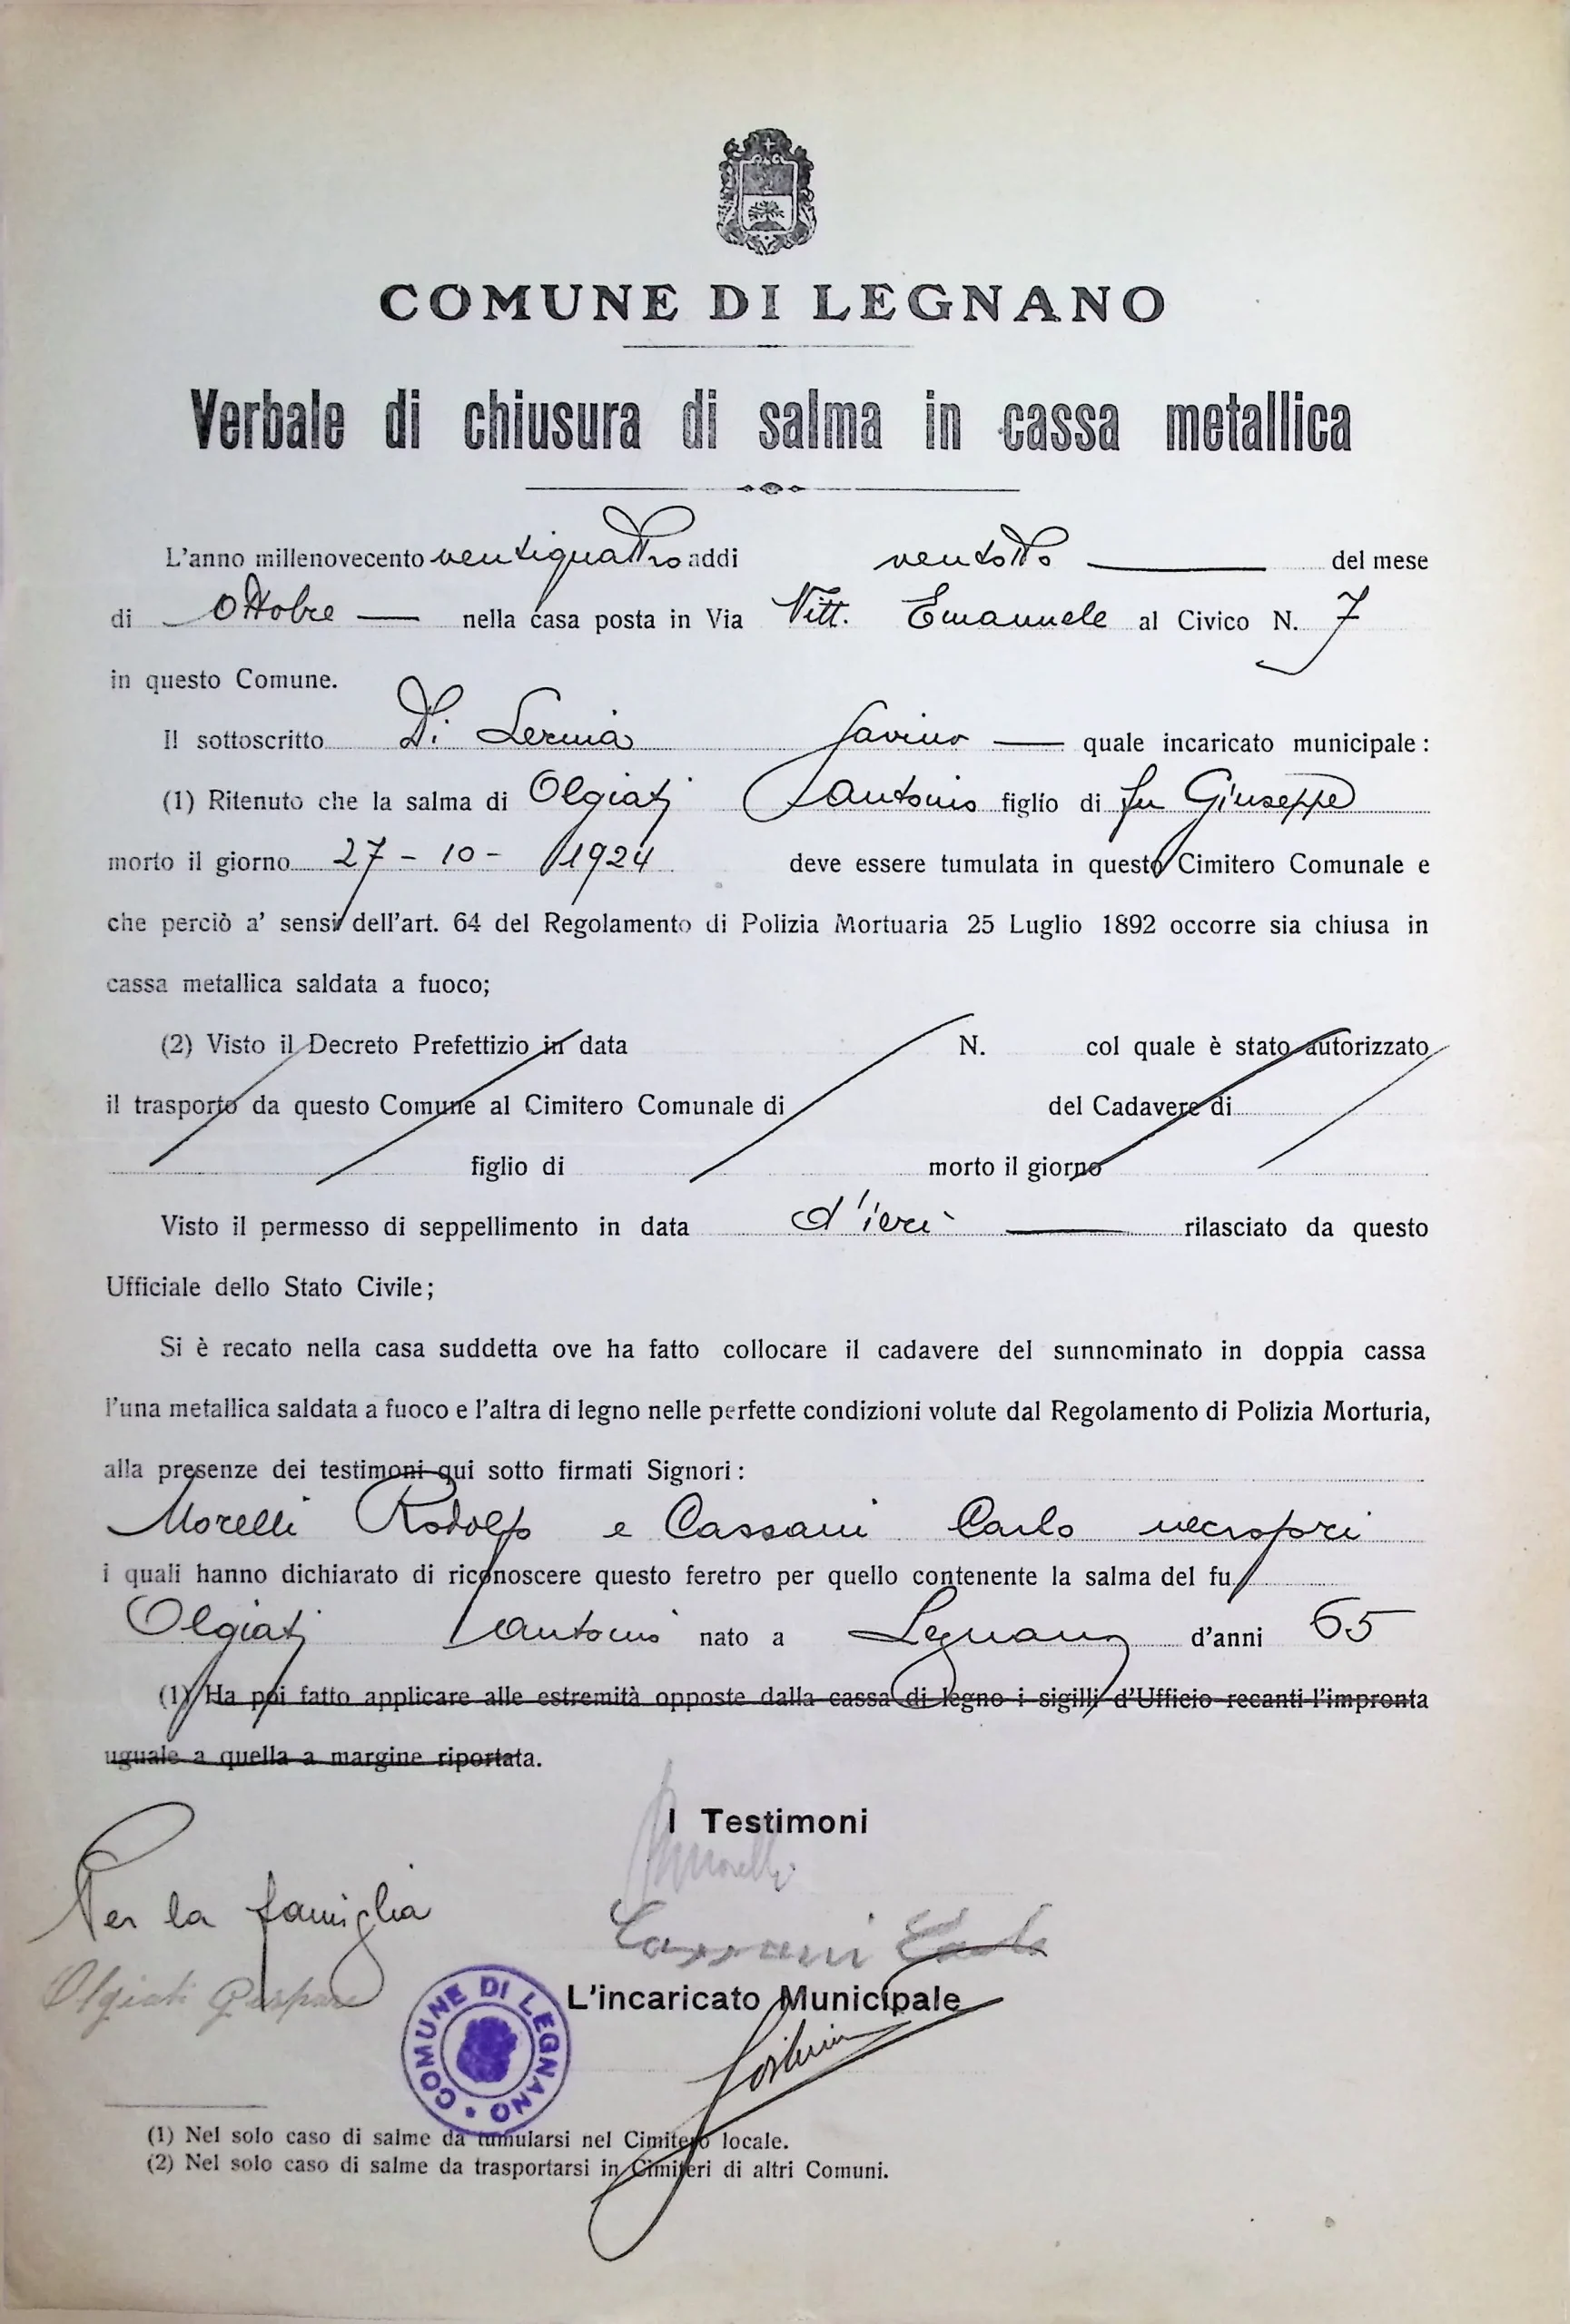 COMUNE DI LEGNANO
Verbale di chiusura di salma in cassa metallica
L'anno millenovecento ventiquattro addì ventotto del mese
di Ottobre nella casa posta in Via Vitt. Emanuele al Civico N. 7
in questo Comune.
Il sottoscritto Di Lernia Savino quale incaricato municipale:
(1) Ritenuto che la salma di Olgiati Antonio figlio di fu Giuseppe
morto il giorno 27-10-1924 deve essere tumulata in questo Cimitero Comunale e
che perciò a' sensi dell'art. 64 del Regolamento di Polizia Mortuaria 25 Luglio 1892 occorre sia chiusa in
cassa metallica saldata a fuoco;
(2) Visto il Decreto Prefettizio in data N. col quale è stato autorizzato
il trasporto da questo Comune al Cimitero Comunale di del Cadavere di
figlio di morto il giorno
Visto il permesso di seppellimento in data d'ieri rilasciato da questo
Ufficiale dello Stato Civile;
Si è recato nella casa suddetta ove ha fatto collocare il cadavere del sunnominato in doppia cassa
l'una metallica saldata a fuoco e l'altra di legno nelle perfette condizioni volute dal Regolamento di Polizia Morturia,
alla presenze dei testimoni qui sotto firmati Signori:
Morelli Rodolfo e Cassani Carlo necrofori
i quali hanno dichiarato di riconoscere questo feretro per quello contenente la salma del fu
Olgiati Antonio nato a Legnano d'anni 65
(1) Ha poi fatto applicare alle estremità opposte dalla cassa di legno i sigilli d'Ufficio recanti l'impronta
uguale a quella a margine riportata.
I Testimoni
Morelli
Per la famiglia
Cassani Carlo
Olgiati Gaspare
L'incaricato Municipale
COMUNE DI LEGNANO
(1) Nel solo caso di salme da tumularsi nel Cimitero locale.
(2) Nel solo caso di salme da trasportarsi in Cimiteri di altri Comuni.